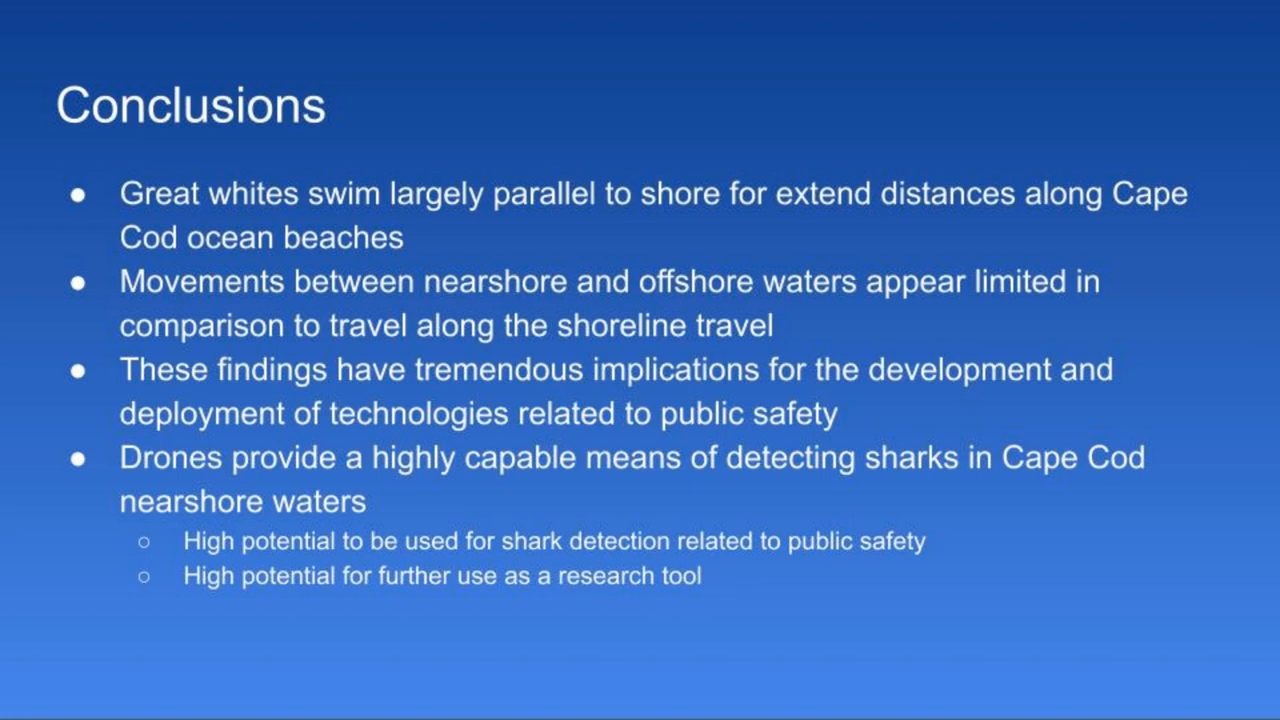 Conclusions
● Great whites swim largely parallel to shore for extend distances along Cape
Cod ocean beaches
● Movements between nearshore and offshore waters appear limited in
comparison to travel along the shoreline travel
● These findings have tremendous implications for the development and
deployment of technologies related to public safety
● Drones provide a highly capable means of detecting sharks in Cape Cod
nearshore waters
○ High potential to be used for shark detection related to public safety
○ High potential for further use as a research tool